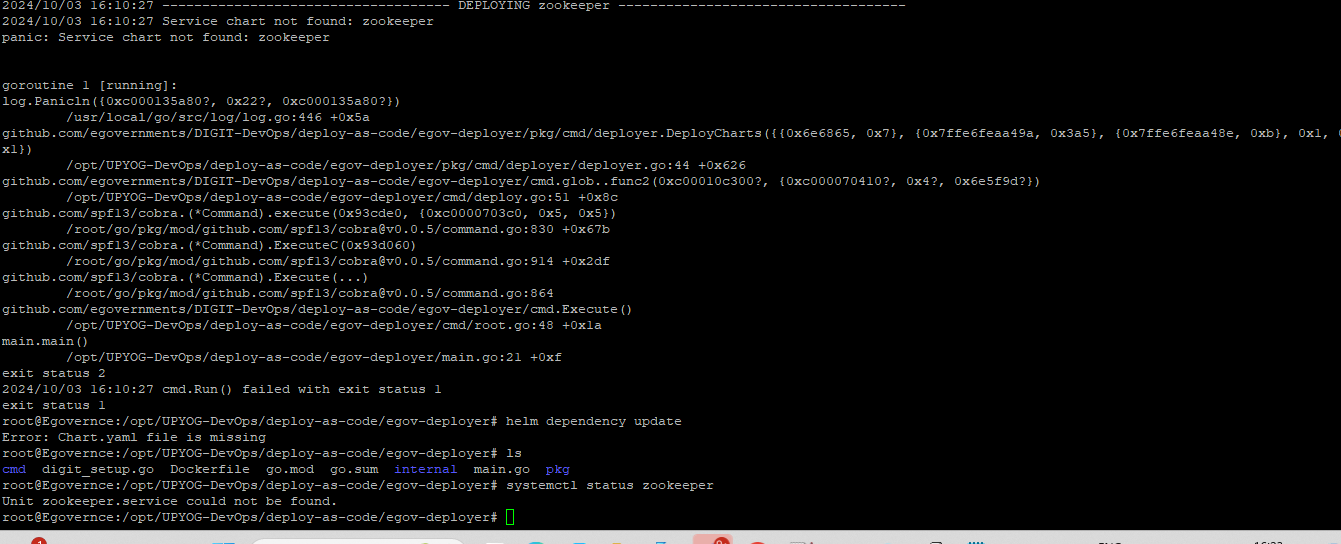 2024/10/03 16:10:27 ------------------------------------ DEPLOYING zookeeper ------------------------------------
2024/10/03 16:10:27 Service chart not found: zookeeper
panic: Service chart not found: zookeeper
goroutine 1 [running]:
log.Panicln({0xc000135a80?, 0x22?, 0xc000135a80?})
/usr/local/go/src/log/log.go:446 +0x5a
github.com/egovernments/DIGIT-DevOps/deploy-as-code/egov-deployer/pkg/cmd/deployer.DeployCharts({{0x6e6865, 0x7}, {0x7ffe6feaa49a, 0x3a5}, {0x7ffe6feaa48e, 0xb}, 0x1,
x1})
/opt/UPYOG-DevOps/deploy-as-code/egov-deployer/pkg/cmd/deployer/deployer.go:44 +0x626
github.com/egovernments/DIGIT-DevOps/deploy-as-code/egov-deployer/cmd.glob..func2(0xc00010c300?, {0xc000070410?, 0x4?, 0x6e5f9d?})
/opt/UPYOG-DevOps/deploy-as-code/egov-deployer/cmd/deploy.go:51 +0x8c
github.com/spf13/cobra.(*Command).execute(0x93cde0, {0xc0000703c0, 0x5, 0x5})
/root/go/pkg/mod/github.com/spf13/cobra@v0.0.5/command.go:830 +0x67b
github.com/spf13/cobra.(*Command).ExecuteC(0x93d060)
/root/go/pkg/mod/github.com/spf13/cobra@v0.0.5/command.go:914 +0x2df
github.com/spf13/cobra.(*Command).Execute(...)
/root/go/pkg/mod/github.com/spf13/cobra@v0.0.5/command.go:864
github.com/egovernments/DIGIT-DevOps/deploy-as-code/egov-deployer/cmd.Execute()
/opt/UPYOG-DevOps/deploy-as-code/egov-deployer/cmd/root.go:48 +0x1a
main.main()
/opt/UPYOG-DevOps/deploy-as-code/egov-deployer/main.go:21 +0xf
exit status 2
2024/10/03 16:10:27 cmd.Run() failed with exit status 1
exit status 1
root@Egovernce:/opt/UPYOG-DevOps/deploy-as-code/egov-deployer# helm dependency update
Error: Chart.yaml file is missing
root@Egovernce:/opt/UPYOG-DevOps/deploy-as-code/egov-deployer# ls
cmd digit_setup.go Dockerfile go.mod go.sum internal main.go pkg
root@Egovernce:/opt/UPYOG-DevOps/deploy-as-code/egov-deployer# systemctl status zookeeper
Unit zookeeper.service could not be found.
root@Egovernce:/opt/UPYOG-DevOps/deploy-as-code/egov-deployer#